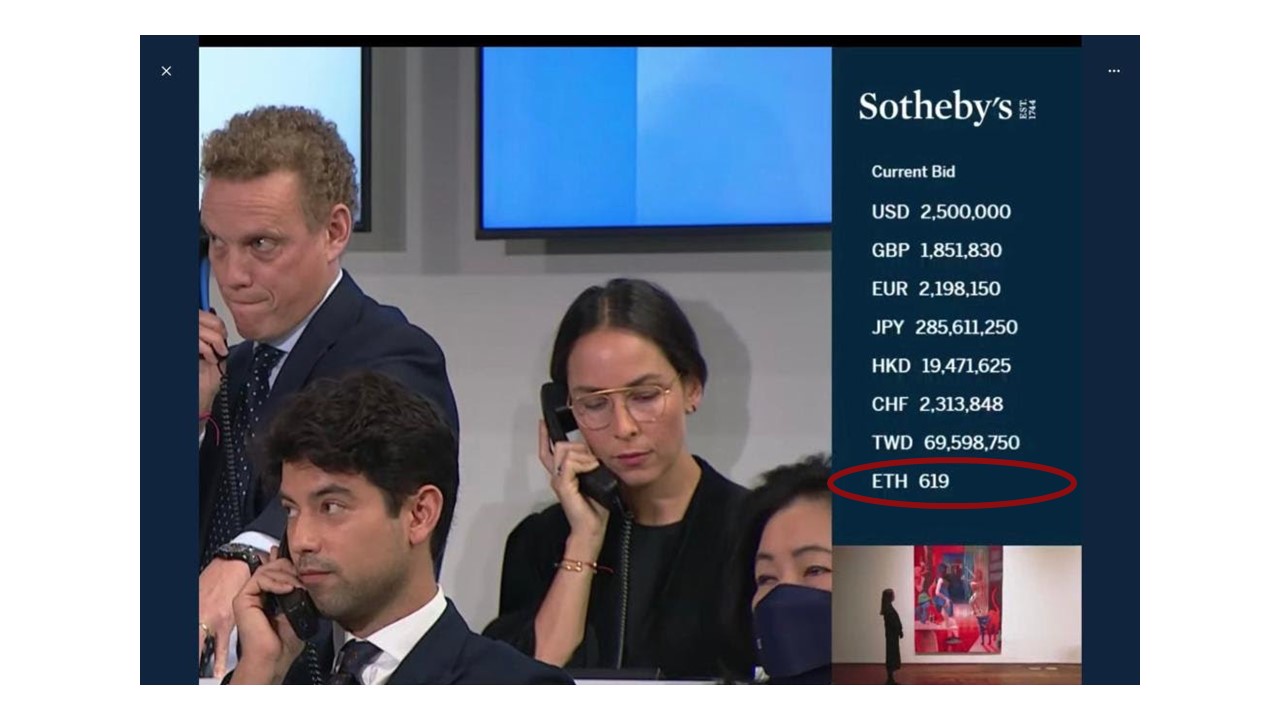 Sotheby's EST. 1744
Current Bid
USD 2,500,000
GBP 1,851,830
EUR 2,198,150
JPY 285,611,250
HKD 19,471,625
CHF 2,313,848
TWD 69,598,750
ETH 619